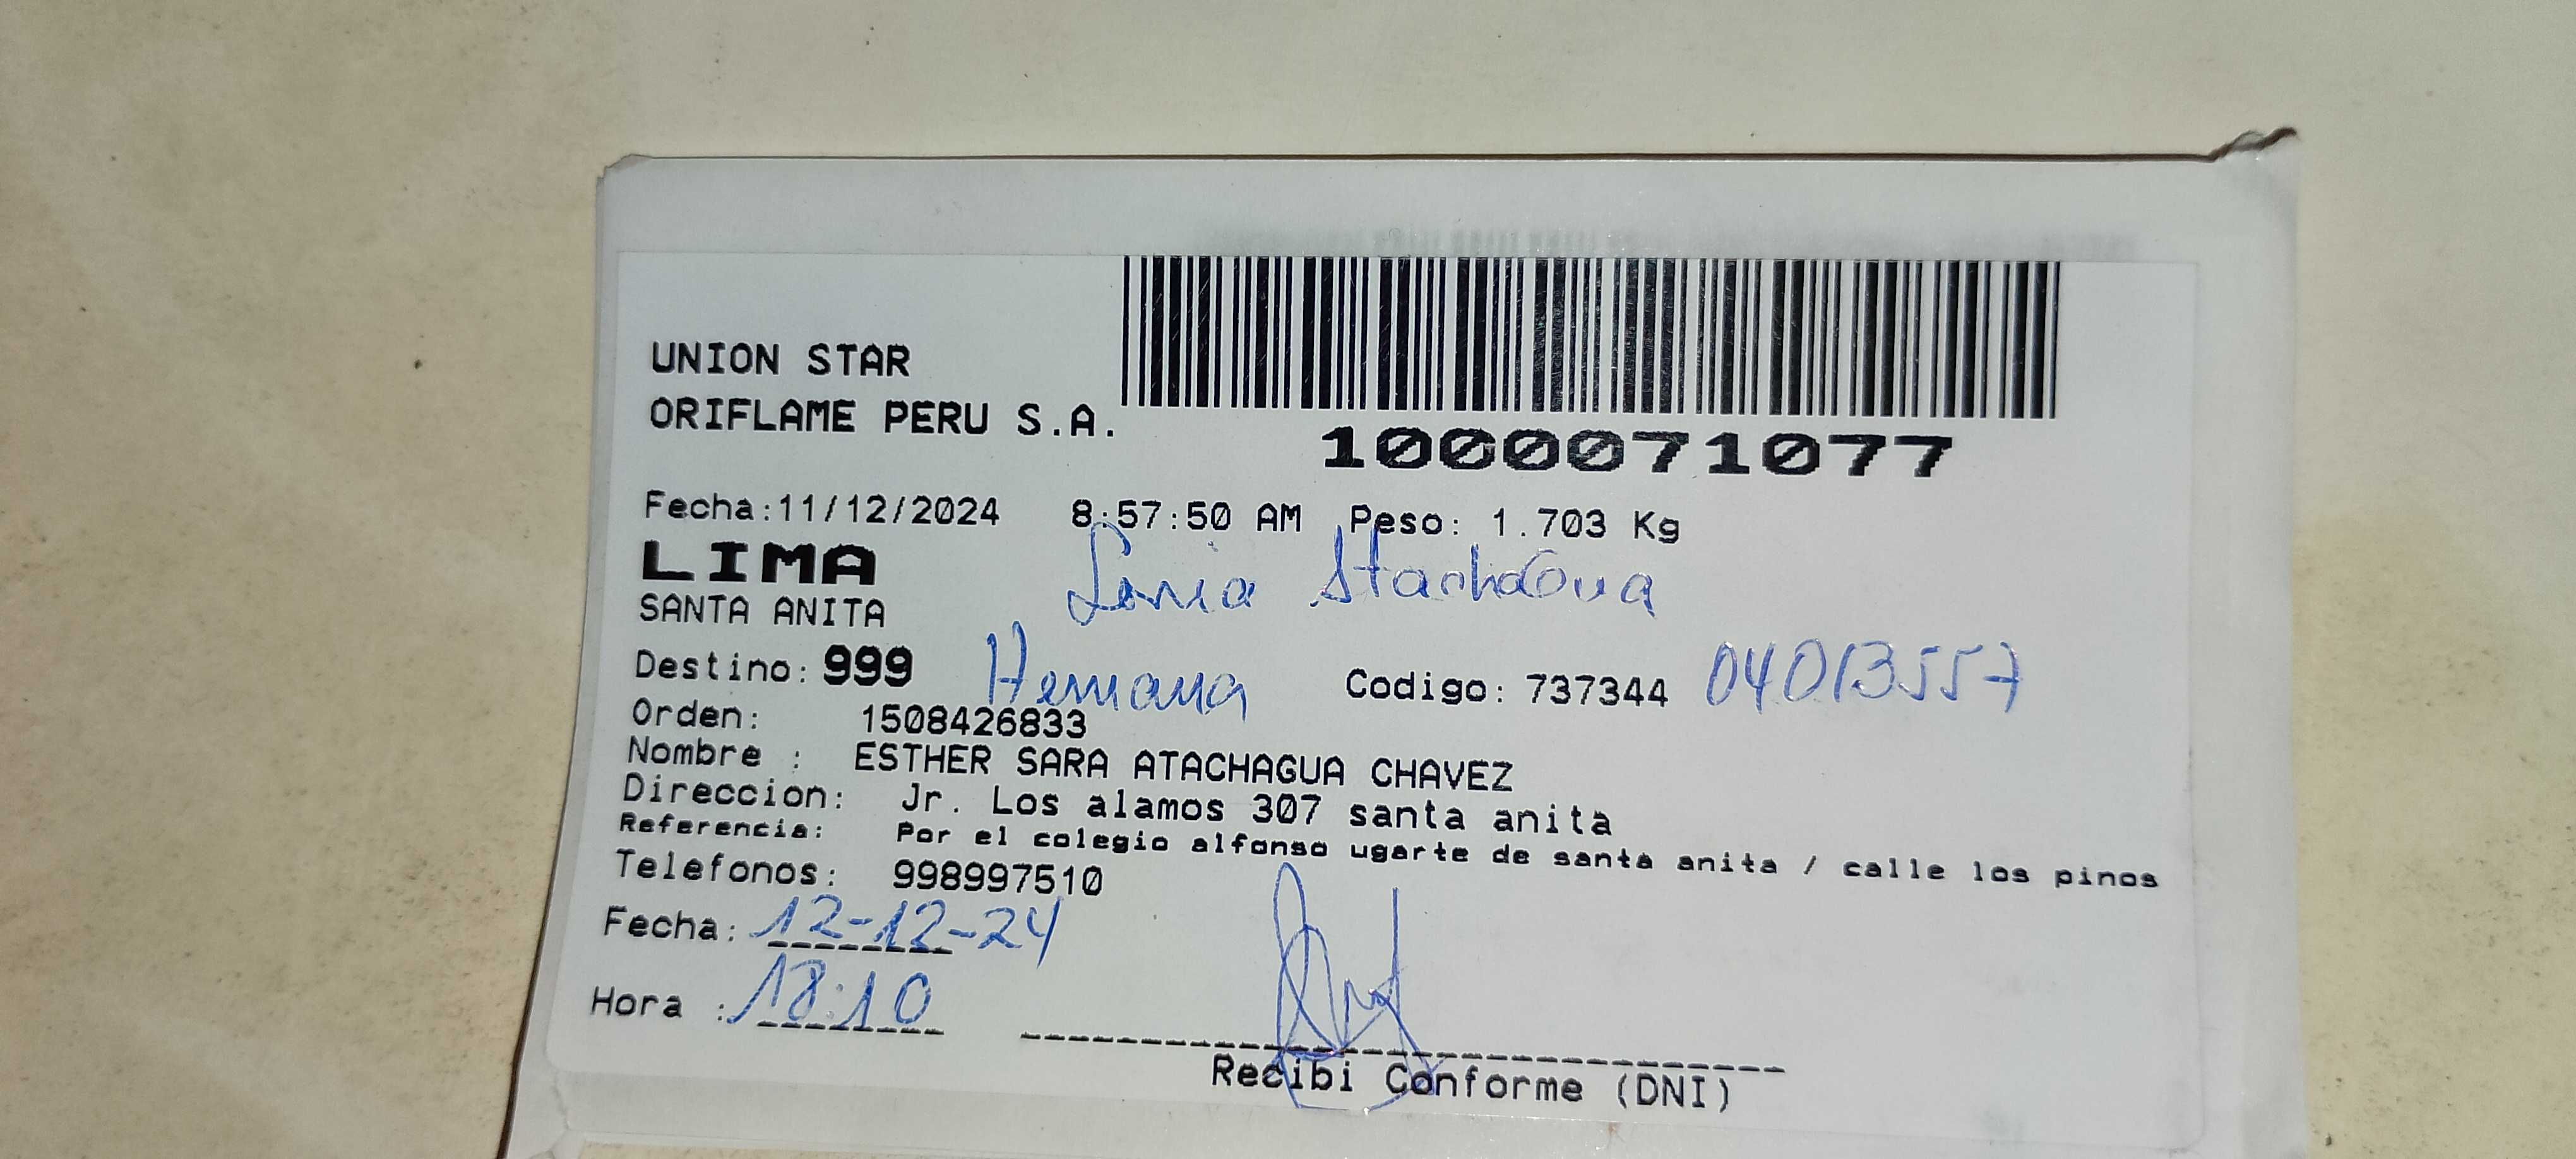 UNION STAR
ORIFLAME PERU S.A.
1000071077
Fecha:11/12/2024 8:57:50 AM Peso: 1.703 Kg
LIMA
SANTA ANITA
Destino: 999 Hermana Codigo: 737344 04013557
Orden: 1508426833
Nombre : ESTHER SARA ATACHAGUA CHAVEZ
Direccion: Jr. Los alamos 307 santa anita
Referencia: Por el colegio alfonso ugarte de santa anita / calle los pinos
Telefonos: 998997510
Fecha: 12-12-24
Hora : 18:10
Recibi Conforme (DNI)